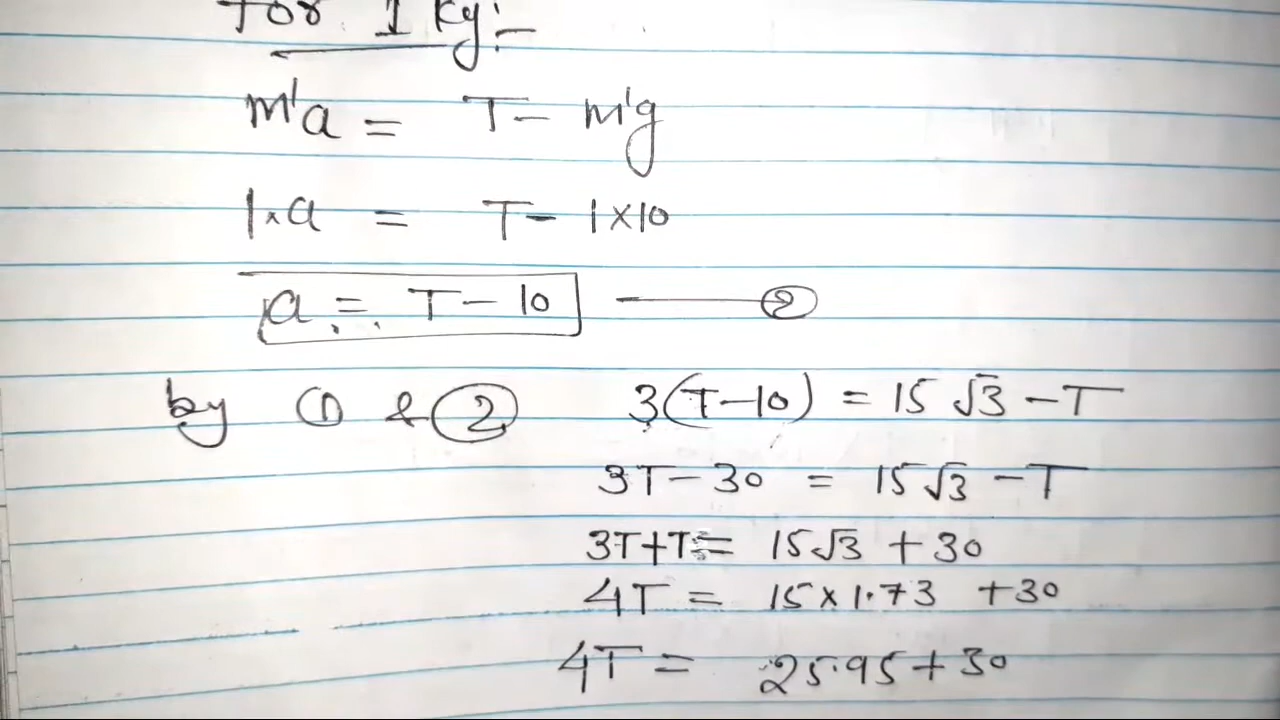 For 1 kg:-
m'a = T - m'g
1×a = T - 1×10
a = T - 10 —— ②
by ① & ② 3(T-10) = 15√3 - T
3T - 30 = 15√3 - T
3T+T = 15√3 + 30
4T = 15×1.73 + 30
4T = 25.95 + 30